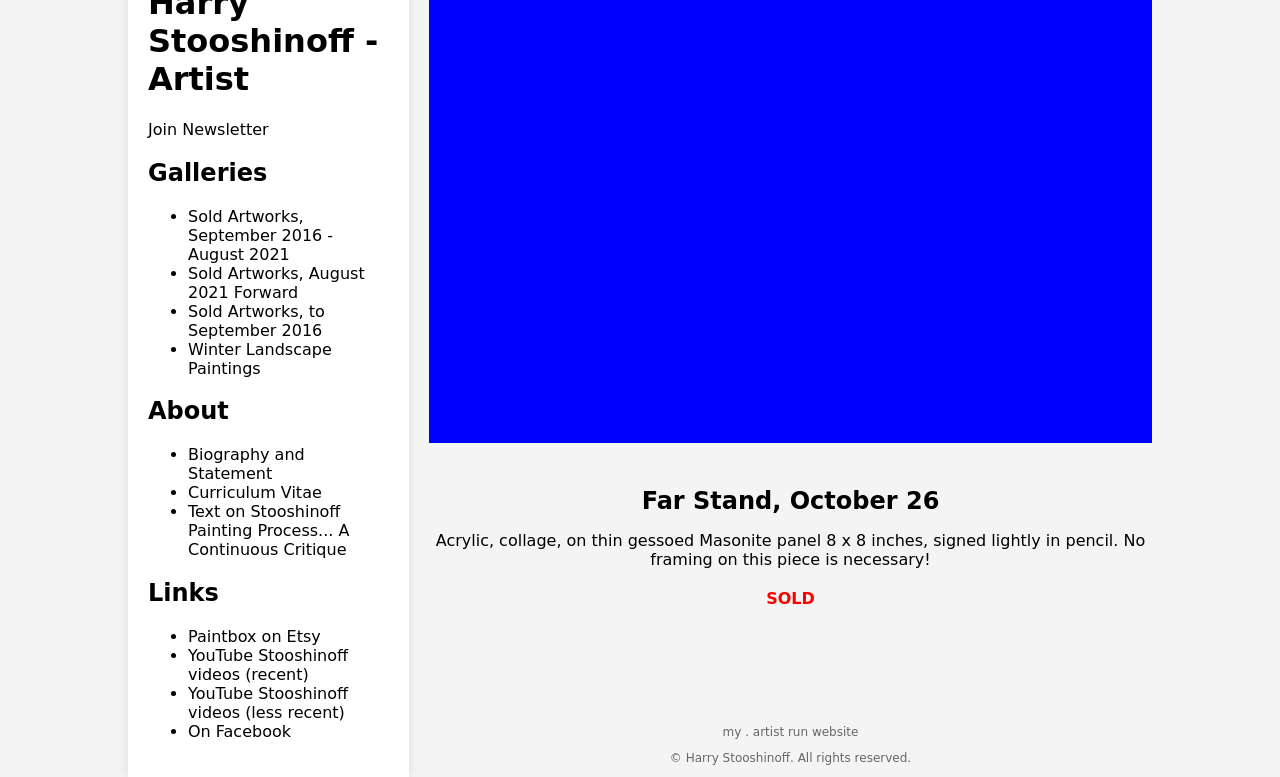 Harry
Stooshinoff -
Artist
Join Newsletter
Galleries
Sold Artworks,
September 2016 -
August 2021
Sold Artworks, August
2021 Forward
Sold Artworks, to
September 2016
Winter Landscape
Paintings
About
Biography and
Statement
Curriculum Vitae
Text on Stooshinoff
Painting Process... A
Continuous Critique
Links
Paintbox on Etsy
YouTube Stooshinoff
videos (recent)
YouTube Stooshinoff
videos (less recent)
On Facebook
Far Stand, October 26
Acrylic, collage, on thin gessoed Masonite panel 8 x 8 inches, signed lightly in pencil. No
framing on this piece is necessary!
SOLD
my . artist run website
© Harry Stooshinoff. All rights reserved.